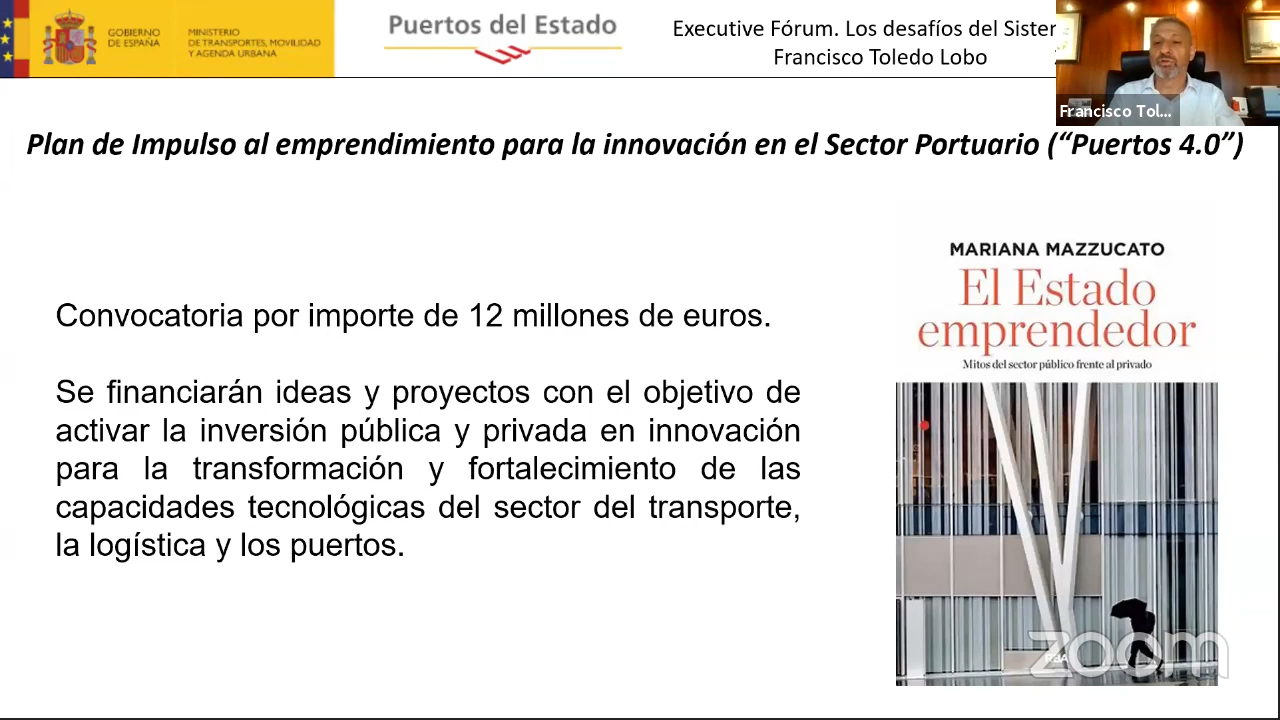 GOBIERNO
DE ESPAÑA
MINISTERIO
DE TRANSPORTES, MOVILIDAD
Y AGENDA URBANA
Puertos del Estado
Executive Fórum. Los desafíos del Sister
Francisco Toledo Lobo
Francisco Tol...
Plan de Impulso al emprendimiento para la innovación en el Sector Portuario (“Puertos 4.0”)
Convocatoria por importe de 12 millones de euros.
Se financiarán ideas y proyectos con el objetivo de
activar la inversión pública y privada en innovación
para la transformación y fortalecimiento de las
capacidades tecnológicas del sector del transporte,
la logística y los puertos.
MARIANA MAZZUCATO
El Estado
emprendedor
Mitos del sector público frente al privado
RBA
zoom